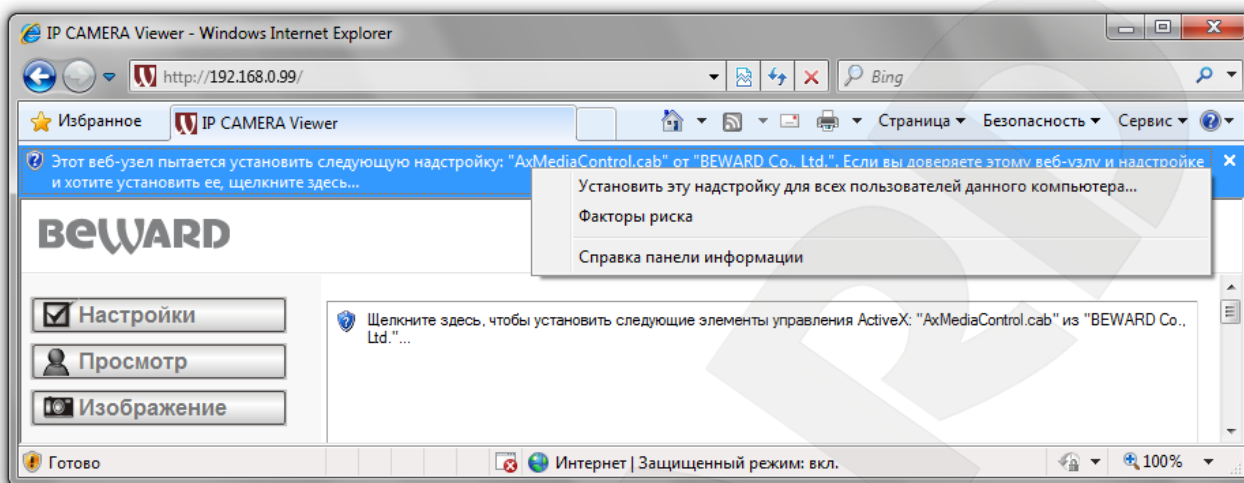 IP CAMERA Viewer - Windows Internet Explorer
http://192.168.0.99/
Bing
Избранное
IP CAMERA Viewer
Страница
Безопасность
Сервис
Этот веб-узел пытается установить следующую надстройку: "AxMediaControl.cab" от "BEWARD Co., Ltd.". Если вы доверяете этому веб-узлу и надстройке
и хотите установить ее, щелкните здесь...
Установить эту надстройку для всех пользователей данного компьютера...
Факторы риска
Справка панели информации
BEWARD
Настройки
Просмотр
Изображение
Щелкните здесь, чтобы установить следующие элементы управления ActiveX: "AxMediaControl.cab" из "BEWARD Co.,
Ltd."...
Готово
Интернет | Защищенный режим: вкл.
100%